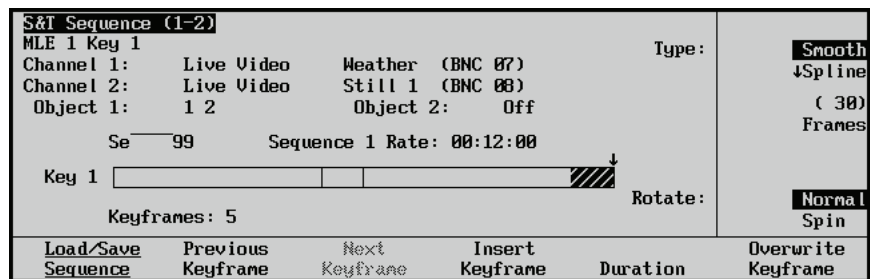 S&T Sequence (1-2)
MLE 1 Key 1
Type: Smooth
Channel 1: Live Video Weather (BNC 07)
↓Spline
Channel 2: Live Video Still 1 (BNC 08)
Object 1: 1 2 Object 2: Off
( 30)
Frames
Se 99 Sequence 1 Rate: 00:12:00
Key 1
Rotate: Normal
Spin
Keyframes: 5
Load/Save Sequence
Previous Keyframe
Next Keyframe
Insert Keyframe
Duration
Overwrite Keyframe